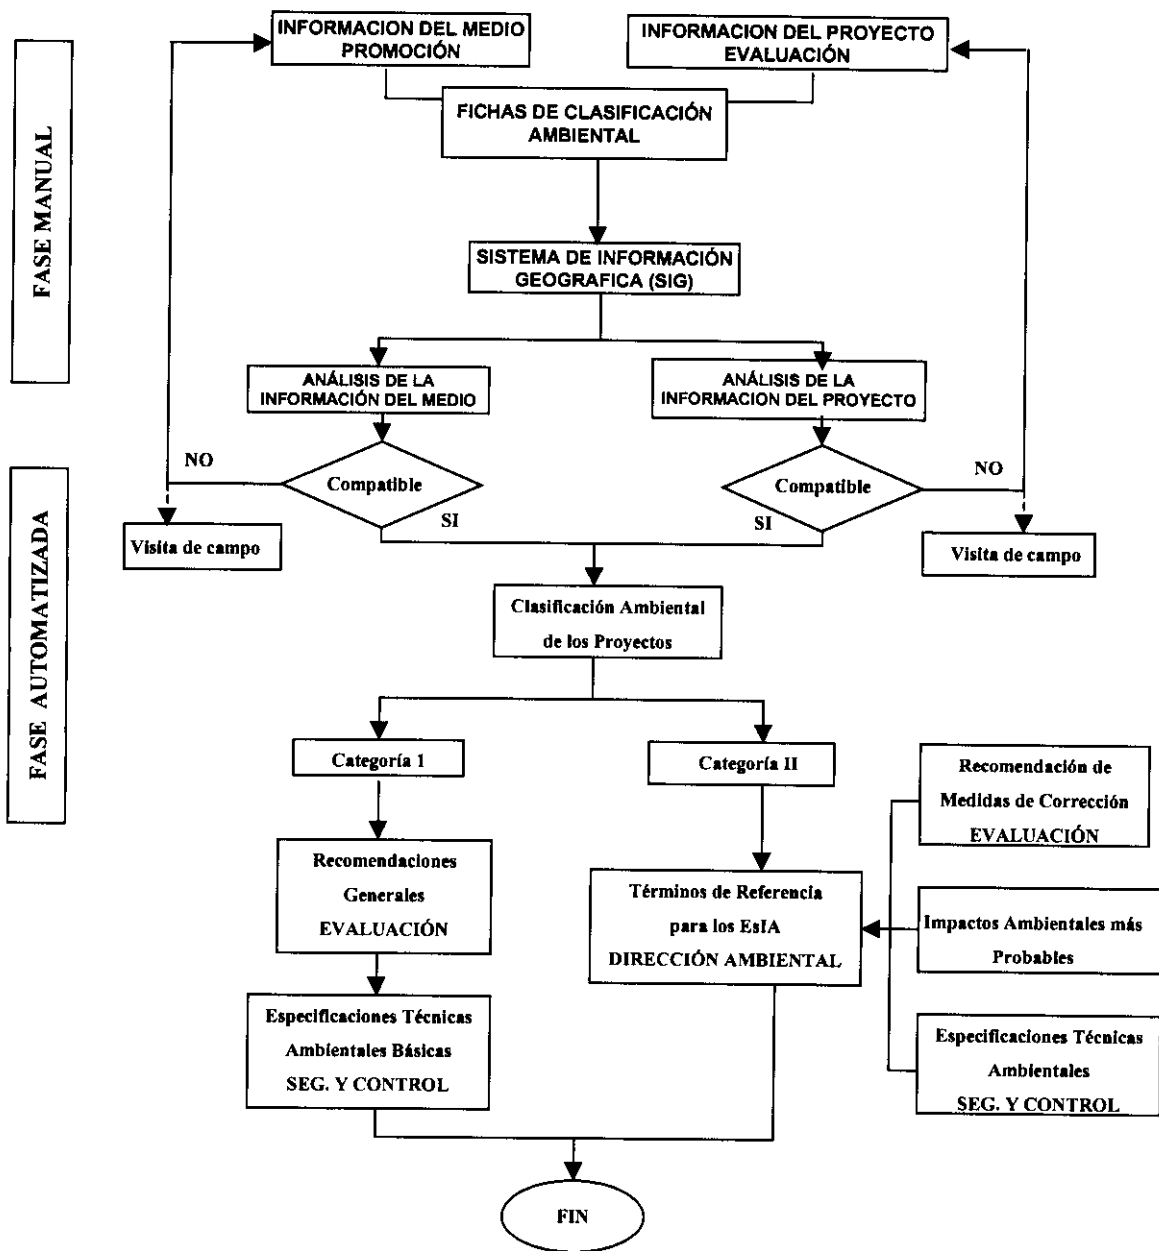 INFORMACION DEL MEDIO
PROMOCIÓN
INFORMACION DEL PROYECTO
EVALUACIÓN
FICHAS DE CLASIFICACIÓN
AMBIENTAL
FASE MANUAL
SISTEMA DE INFORMACIÓN
GEOGRAFICA (SIG)
ANÁLISIS DE LA
INFORMACIÓN DEL MEDIO
ANÁLISIS DE LA
INFORMACION DEL PROYECTO
NO
Compatible
SI
Compatible
NO
SI
Visita de campo
Visita de campo
FASE AUTOMATIZADA
Clasificación Ambiental
de los Proyectos
Categoría 1
Categoría II
Recomendación de
Medidas de Corrección
EVALUACIÓN
Recomendaciones
Generales
EVALUACIÓN
Términos de Referencia
para los EsIA
DIRECCIÓN AMBIENTAL
Impactos Ambientales más
Probables
Especificaciones Técnicas
Ambientales Básicas
SEG. Y CONTROL
Especificaciones Técnicas
Ambientales
SEG. Y CONTROL
FIN